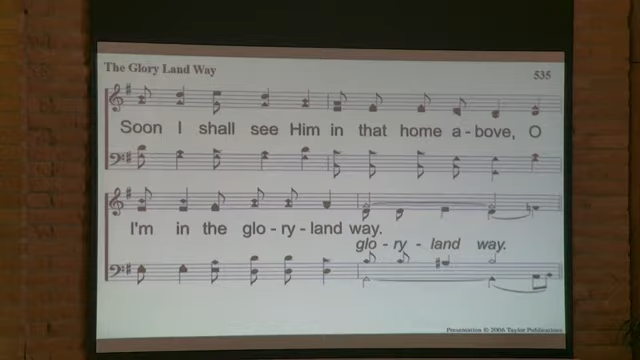 The Glory Land Way
535
Soon I shall see Him in that home a - bove, O
I'm in the glo - ry - land way.
glo - ry - land way.
Presentation © 2006 Taylor Publications